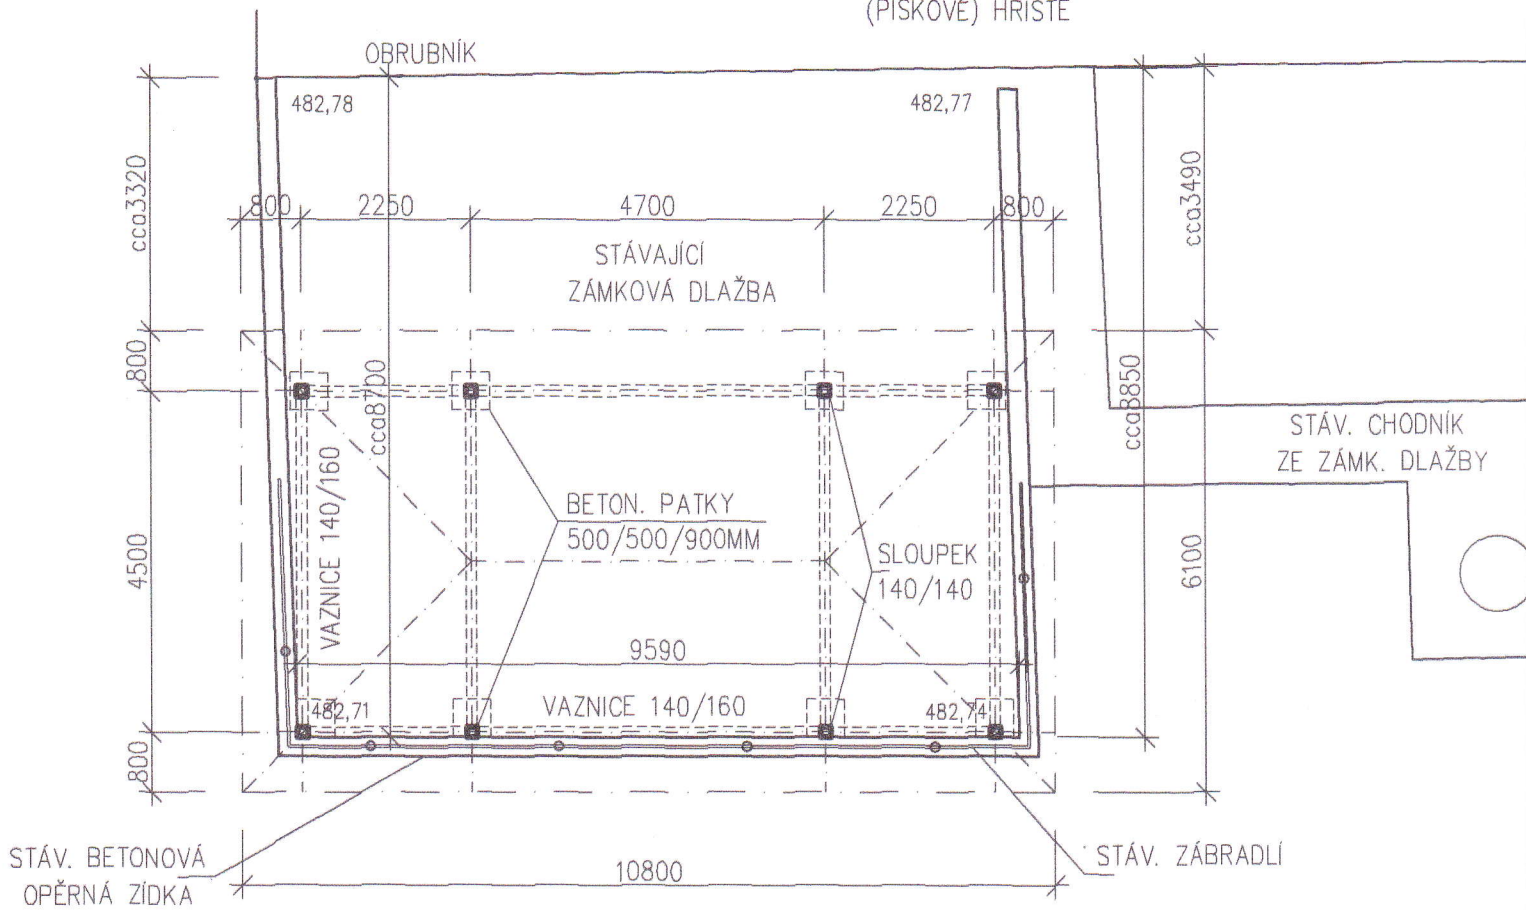 (PÍSKOVÉ) HŘIŠTĚ
OBRUBNÍK
482,78
482,77
cca3320
cca3490
800
2250
4700
2250
800
STÁVAJÍCÍ
ZÁMKOVÁ DLAŽBA
800
cca8700
cca8850
STÁV. CHODNÍK
ZE ZÁMK. DLAŽBY
VAZNICE 140/160
BETON. PATKY
500/500/900MM
SLOUPEK
140/140
4500
6100
9590
482,71
VAZNICE 140/160
482,74
800
STÁV. BETONOVÁ
OPĚRNÁ ZÍDKA
10800
STÁV. ZÁBRADLÍ